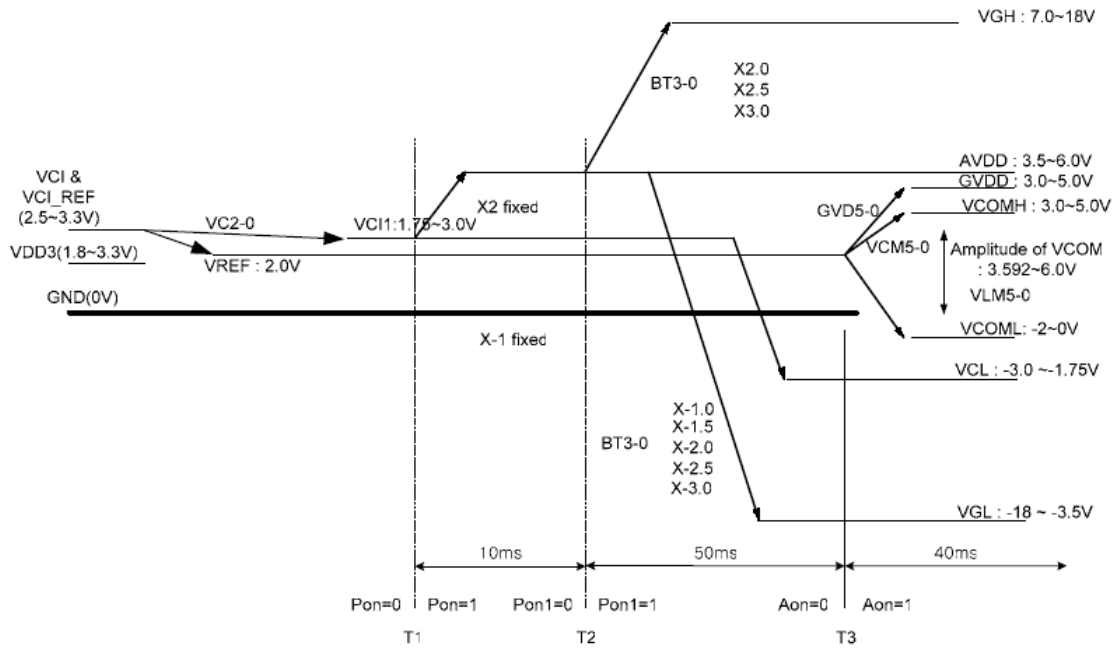 VGH : 7.0~18V
BT3-0
X2.0
X2.5
X3.0
AVDD : 3.5~6.0V
GVDD : 3.0~5.0V
VCOMH : 3.0~5.0V
VCI &
VCI_REF
(2.5~3.3V)
VC2-0
VCI1:1.75~3.0V
X2 fixed
GVD5-0
VCM5-0
VDD3(1.8~3.3V)
VREF : 2.0V
Amplitude of VCOM
: 3.592~6.0V
VLM5-0
GND(0V)
X-1 fixed
VCOML: -2~0V
VCL : -3.0 ~-1.75V
BT3-0
X-1.0
X-1.5
X-2.0
X-2.5
X-3.0
VGL : -18 ~ -3.5V
10ms
50ms
40ms
Pon=0
Pon=1
Pon1=0
Pon1=1
Aon=0
Aon=1
T1
T2
T3